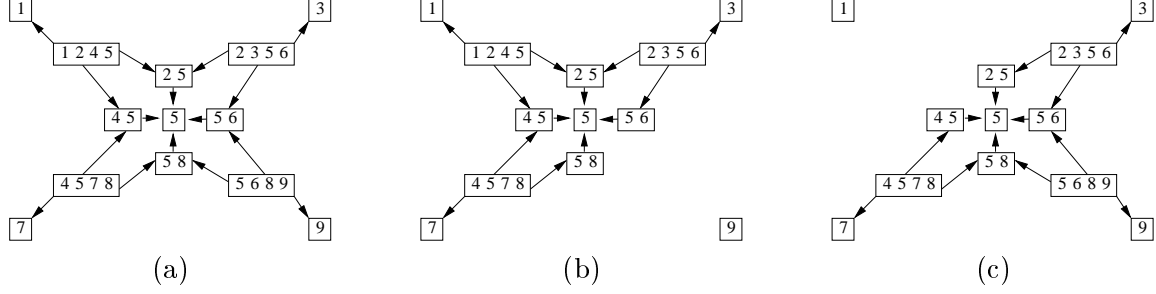 1 3 1 3 1 3
1 2 4 5 2 3 5 6 1 2 4 5 2 3 5 6 2 3 5 6
2 5 2 5 2 5
4 5 5 5 6 4 5 5 5 6 4 5 5 5 6
5 8 5 8 5 8
4 5 7 8 5 6 8 9 4 5 7 8 4 5 7 8 5 6 8 9
7 9 7 9 7 9
(a) (b) (c)